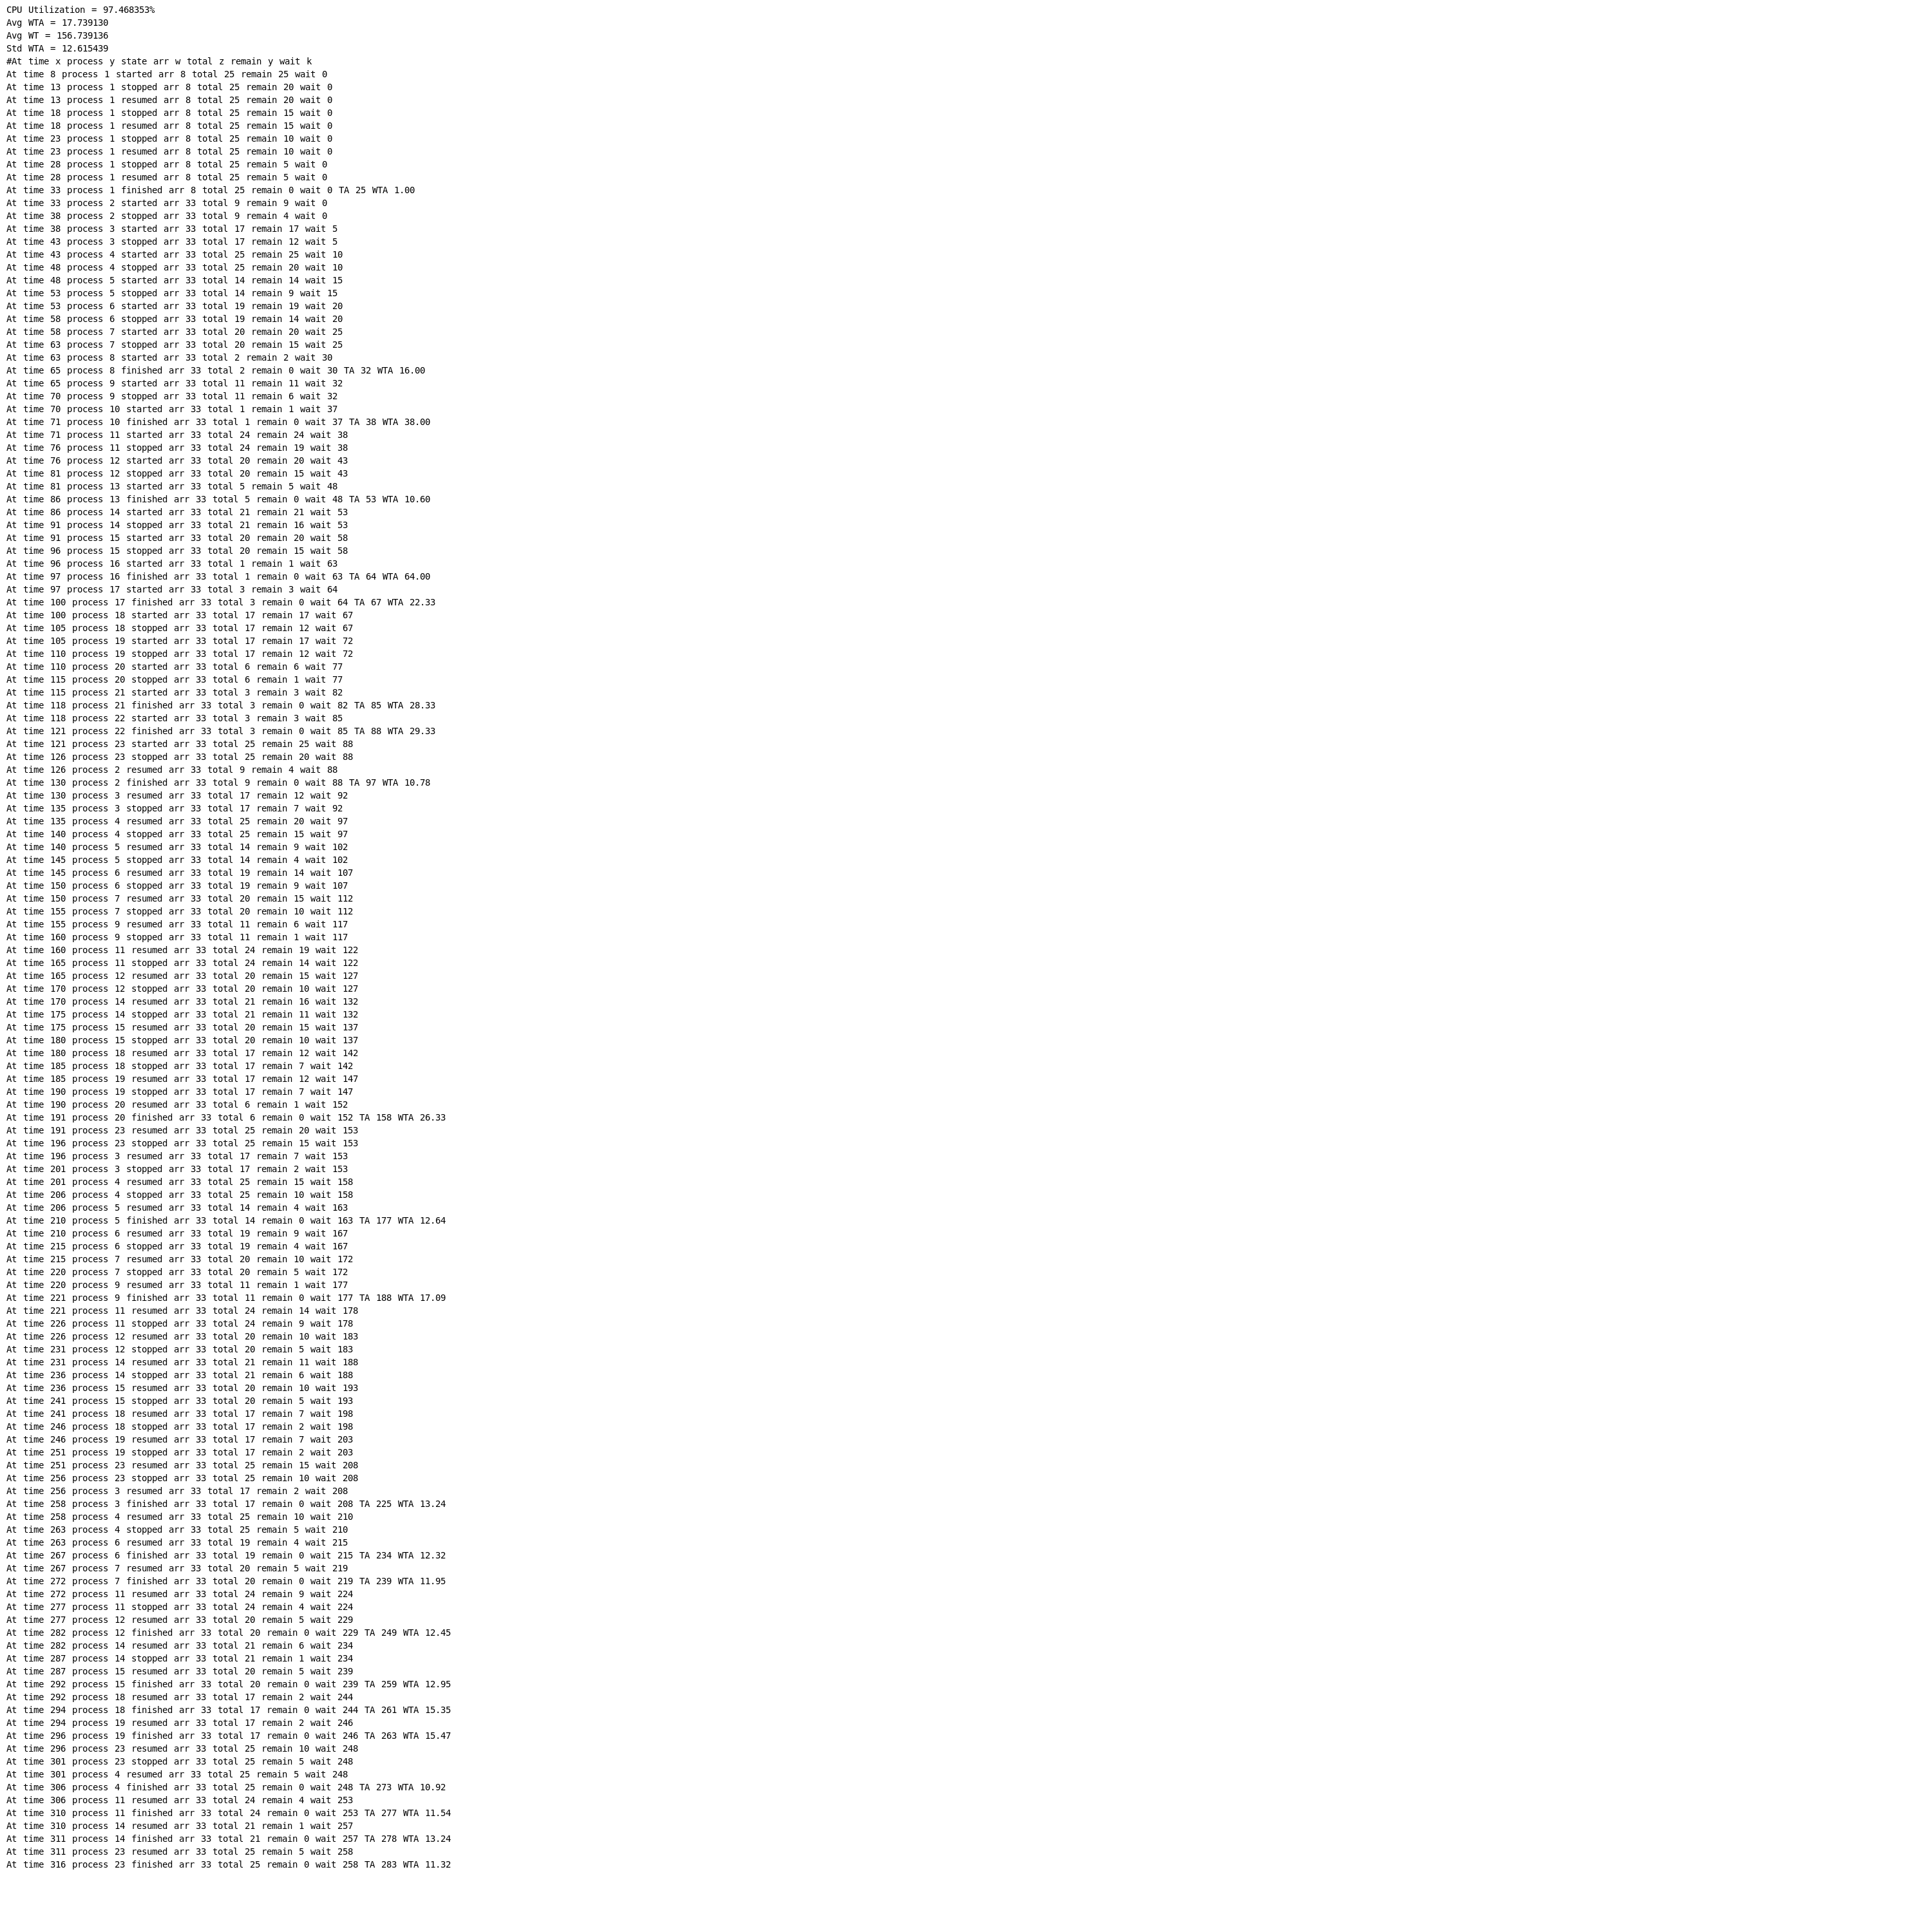 CPU Utilization = 97.468353%
Avg WTA = 17.739130
Avg WT = 156.739136
Std WTA = 12.615439
#At time x process y state arr w total z remain y wait k
At time 8 process 1 started arr 8 total 25 remain 25 wait 0
At time 13 process 1 stopped arr 8 total 25 remain 20 wait 0
At time 13 process 1 resumed arr 8 total 25 remain 20 wait 0
At time 18 process 1 stopped arr 8 total 25 remain 15 wait 0
At time 18 process 1 resumed arr 8 total 25 remain 15 wait 0
At time 23 process 1 stopped arr 8 total 25 remain 10 wait 0
At time 23 process 1 resumed arr 8 total 25 remain 10 wait 0
At time 28 process 1 stopped arr 8 total 25 remain 5 wait 0
At time 28 process 1 resumed arr 8 total 25 remain 5 wait 0
At time 33 process 1 finished arr 8 total 25 remain 0 wait 0 TA 25 WTA 1.00
At time 33 process 2 started arr 33 total 9 remain 9 wait 0
At time 38 process 2 stopped arr 33 total 9 remain 4 wait 0
At time 38 process 3 started arr 33 total 17 remain 17 wait 5
At time 43 process 3 stopped arr 33 total 17 remain 12 wait 5
At time 43 process 4 started arr 33 total 25 remain 25 wait 10
At time 48 process 4 stopped arr 33 total 25 remain 20 wait 10
At time 48 process 5 started arr 33 total 14 remain 14 wait 15
At time 53 process 5 stopped arr 33 total 14 remain 9 wait 15
At time 53 process 6 started arr 33 total 19 remain 19 wait 20
At time 58 process 6 stopped arr 33 total 19 remain 14 wait 20
At time 58 process 7 started arr 33 total 20 remain 20 wait 25
At time 63 process 7 stopped arr 33 total 20 remain 15 wait 25
At time 63 process 8 started arr 33 total 2 remain 2 wait 30
At time 65 process 8 finished arr 33 total 2 remain 0 wait 30 TA 32 WTA 16.00
At time 65 process 9 started arr 33 total 11 remain 11 wait 32
At time 70 process 9 stopped arr 33 total 11 remain 6 wait 32
At time 70 process 10 started arr 33 total 1 remain 1 wait 37
At time 71 process 10 finished arr 33 total 1 remain 0 wait 37 TA 38 WTA 38.00
At time 71 process 11 started arr 33 total 24 remain 24 wait 38
At time 76 process 11 stopped arr 33 total 24 remain 19 wait 38
At time 76 process 12 started arr 33 total 20 remain 20 wait 43
At time 81 process 12 stopped arr 33 total 20 remain 15 wait 43
At time 81 process 13 started arr 33 total 5 remain 5 wait 48
At time 86 process 13 finished arr 33 total 5 remain 0 wait 48 TA 53 WTA 10.60
At time 86 process 14 started arr 33 total 21 remain 21 wait 53
At time 91 process 14 stopped arr 33 total 21 remain 16 wait 53
At time 91 process 15 started arr 33 total 20 remain 20 wait 58
At time 96 process 15 stopped arr 33 total 20 remain 15 wait 58
At time 96 process 16 started arr 33 total 1 remain 1 wait 63
At time 97 process 16 finished arr 33 total 1 remain 0 wait 63 TA 64 WTA 64.00
At time 97 process 17 started arr 33 total 3 remain 3 wait 64
At time 100 process 17 finished arr 33 total 3 remain 0 wait 64 TA 67 WTA 22.33
At time 100 process 18 started arr 33 total 17 remain 17 wait 67
At time 105 process 18 stopped arr 33 total 17 remain 12 wait 67
At time 105 process 19 started arr 33 total 17 remain 17 wait 72
At time 110 process 19 stopped arr 33 total 17 remain 12 wait 72
At time 110 process 20 started arr 33 total 6 remain 6 wait 77
At time 115 process 20 stopped arr 33 total 6 remain 1 wait 77
At time 115 process 21 started arr 33 total 3 remain 3 wait 82
At time 118 process 21 finished arr 33 total 3 remain 0 wait 82 TA 85 WTA 28.33
At time 118 process 22 started arr 33 total 3 remain 3 wait 85
At time 121 process 22 finished arr 33 total 3 remain 0 wait 85 TA 88 WTA 29.33
At time 121 process 23 started arr 33 total 25 remain 25 wait 88
At time 126 process 23 stopped arr 33 total 25 remain 20 wait 88
At time 126 process 2 resumed arr 33 total 9 remain 4 wait 88
At time 130 process 2 finished arr 33 total 9 remain 0 wait 88 TA 97 WTA 10.78
At time 130 process 3 resumed arr 33 total 17 remain 12 wait 92
At time 135 process 3 stopped arr 33 total 17 remain 7 wait 92
At time 135 process 4 resumed arr 33 total 25 remain 20 wait 97
At time 140 process 4 stopped arr 33 total 25 remain 15 wait 97
At time 140 process 5 resumed arr 33 total 14 remain 9 wait 102
At time 145 process 5 stopped arr 33 total 14 remain 4 wait 102
At time 145 process 6 resumed arr 33 total 19 remain 14 wait 107
At time 150 process 6 stopped arr 33 total 19 remain 9 wait 107
At time 150 process 7 resumed arr 33 total 20 remain 15 wait 112
At time 155 process 7 stopped arr 33 total 20 remain 10 wait 112
At time 155 process 9 resumed arr 33 total 11 remain 6 wait 117
At time 160 process 9 stopped arr 33 total 11 remain 1 wait 117
At time 160 process 11 resumed arr 33 total 24 remain 19 wait 122
At time 165 process 11 stopped arr 33 total 24 remain 14 wait 122
At time 165 process 12 resumed arr 33 total 20 remain 15 wait 127
At time 170 process 12 stopped arr 33 total 20 remain 10 wait 127
At time 170 process 14 resumed arr 33 total 21 remain 16 wait 132
At time 175 process 14 stopped arr 33 total 21 remain 11 wait 132
At time 175 process 15 resumed arr 33 total 20 remain 15 wait 137
At time 180 process 15 stopped arr 33 total 20 remain 10 wait 137
At time 180 process 18 resumed arr 33 total 17 remain 12 wait 142
At time 185 process 18 stopped arr 33 total 17 remain 7 wait 142
At time 185 process 19 resumed arr 33 total 17 remain 12 wait 147
At time 190 process 19 stopped arr 33 total 17 remain 7 wait 147
At time 190 process 20 resumed arr 33 total 6 remain 1 wait 152
At time 191 process 20 finished arr 33 total 6 remain 0 wait 152 TA 158 WTA 26.33
At time 191 process 23 resumed arr 33 total 25 remain 20 wait 153
At time 196 process 23 stopped arr 33 total 25 remain 15 wait 153
At time 196 process 3 resumed arr 33 total 17 remain 7 wait 153
At time 201 process 3 stopped arr 33 total 17 remain 2 wait 153
At time 201 process 4 resumed arr 33 total 25 remain 15 wait 158
At time 206 process 4 stopped arr 33 total 25 remain 10 wait 158
At time 206 process 5 resumed arr 33 total 14 remain 4 wait 163
At time 210 process 5 finished arr 33 total 14 remain 0 wait 163 TA 177 WTA 12.64
At time 210 process 6 resumed arr 33 total 19 remain 9 wait 167
At time 215 process 6 stopped arr 33 total 19 remain 4 wait 167
At time 215 process 7 resumed arr 33 total 20 remain 10 wait 172
At time 220 process 7 stopped arr 33 total 20 remain 5 wait 172
At time 220 process 9 resumed arr 33 total 11 remain 1 wait 177
At time 221 process 9 finished arr 33 total 11 remain 0 wait 177 TA 188 WTA 17.09
At time 221 process 11 resumed arr 33 total 24 remain 14 wait 178
At time 226 process 11 stopped arr 33 total 24 remain 9 wait 178
At time 226 process 12 resumed arr 33 total 20 remain 10 wait 183
At time 231 process 12 stopped arr 33 total 20 remain 5 wait 183
At time 231 process 14 resumed arr 33 total 21 remain 11 wait 188
At time 236 process 14 stopped arr 33 total 21 remain 6 wait 188
At time 236 process 15 resumed arr 33 total 20 remain 10 wait 193
At time 241 process 15 stopped arr 33 total 20 remain 5 wait 193
At time 241 process 18 resumed arr 33 total 17 remain 7 wait 198
At time 246 process 18 stopped arr 33 total 17 remain 2 wait 198
At time 246 process 19 resumed arr 33 total 17 remain 7 wait 203
At time 251 process 19 stopped arr 33 total 17 remain 2 wait 203
At time 251 process 23 resumed arr 33 total 25 remain 15 wait 208
At time 256 process 23 stopped arr 33 total 25 remain 10 wait 208
At time 256 process 3 resumed arr 33 total 17 remain 2 wait 208
At time 258 process 3 finished arr 33 total 17 remain 0 wait 208 TA 225 WTA 13.24
At time 258 process 4 resumed arr 33 total 25 remain 10 wait 210
At time 263 process 4 stopped arr 33 total 25 remain 5 wait 210
At time 263 process 6 resumed arr 33 total 19 remain 4 wait 215
At time 267 process 6 finished arr 33 total 19 remain 0 wait 215 TA 234 WTA 12.32
At time 267 process 7 resumed arr 33 total 20 remain 5 wait 219
At time 272 process 7 finished arr 33 total 20 remain 0 wait 219 TA 239 WTA 11.95
At time 272 process 11 resumed arr 33 total 24 remain 9 wait 224
At time 277 process 11 stopped arr 33 total 24 remain 4 wait 224
At time 277 process 12 resumed arr 33 total 20 remain 5 wait 229
At time 282 process 12 finished arr 33 total 20 remain 0 wait 229 TA 249 WTA 12.45
At time 282 process 14 resumed arr 33 total 21 remain 6 wait 234
At time 287 process 14 stopped arr 33 total 21 remain 1 wait 234
At time 287 process 15 resumed arr 33 total 20 remain 5 wait 239
At time 292 process 15 finished arr 33 total 20 remain 0 wait 239 TA 259 WTA 12.95
At time 292 process 18 resumed arr 33 total 17 remain 2 wait 244
At time 294 process 18 finished arr 33 total 17 remain 0 wait 244 TA 261 WTA 15.35
At time 294 process 19 resumed arr 33 total 17 remain 2 wait 246
At time 296 process 19 finished arr 33 total 17 remain 0 wait 246 TA 263 WTA 15.47
At time 296 process 23 resumed arr 33 total 25 remain 10 wait 248
At time 301 process 23 stopped arr 33 total 25 remain 5 wait 248
At time 301 process 4 resumed arr 33 total 25 remain 5 wait 248
At time 306 process 4 finished arr 33 total 25 remain 0 wait 248 TA 273 WTA 10.92
At time 306 process 11 resumed arr 33 total 24 remain 4 wait 253
At time 310 process 11 finished arr 33 total 24 remain 0 wait 253 TA 277 WTA 11.54
At time 310 process 14 resumed arr 33 total 21 remain 1 wait 257
At time 311 process 14 finished arr 33 total 21 remain 0 wait 257 TA 278 WTA 13.24
At time 311 process 23 resumed arr 33 total 25 remain 5 wait 258
At time 316 process 23 finished arr 33 total 25 remain 0 wait 258 TA 283 WTA 11.32